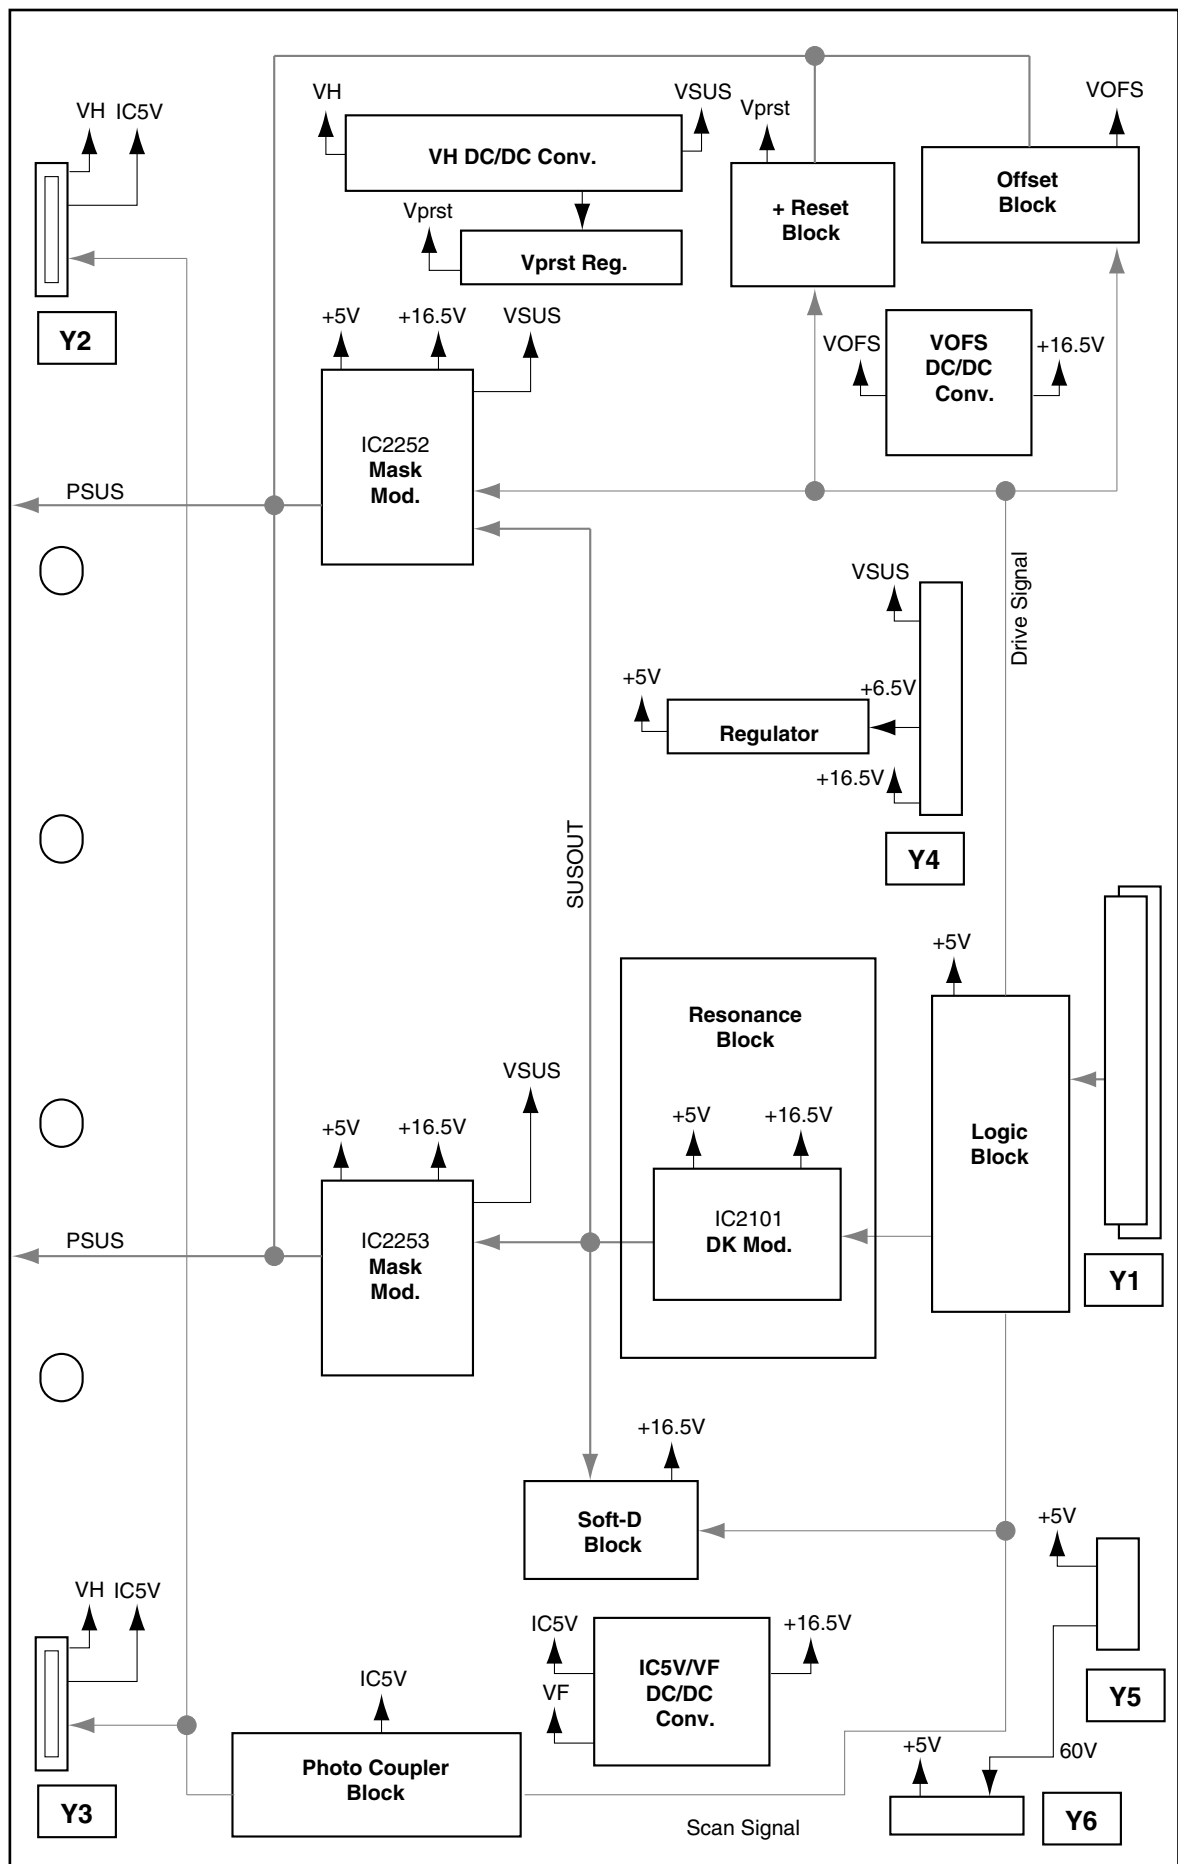 VH
VSUS
Vprst
VOFS
VH IC5V
VH DC/DC Conv.
Offset
Block
+ Reset
Block
Vprst
Vprst Reg.
Y2
+5V
+16.5V
VSUS
VOFS
VOFS
DC/DC
Conv.
+16.5V
IC2252
Mask
Mod.
PSUS
Drive Signal
VSUS
+5V
+6.5V
Regulator
+16.5V
Y4
SUSOUT
+5V
Resonance
Block
VSUS
+5V
+16.5V
+5V
+16.5V
Logic
Block
IC2253
Mask
Mod.
IC2101
DK Mod.
PSUS
Y1
+16.5V
Soft-D
Block
+5V
VH IC5V
IC5V
+16.5V
IC5V/VF
DC/DC
Conv.
VF
IC5V
Y5
Photo Coupler
Block
+5V
60V
Y3
Scan Signal
Y6